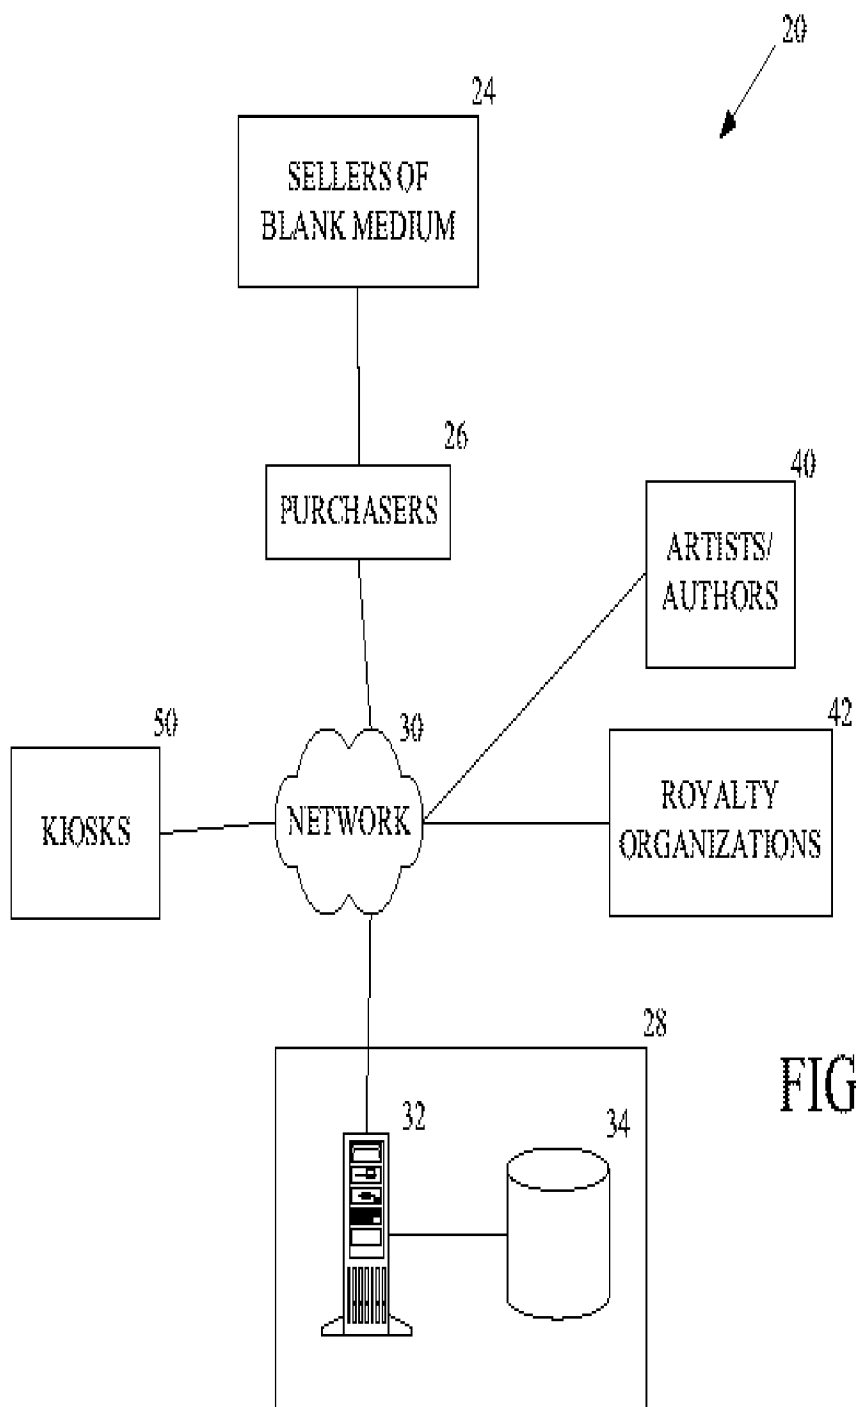 20
24
SELLERS OF
BLANK MEDIUM
26
PURCHASERS
40
ARTISTS/
AUTHORS
50
KIOSKS
30
NETWORK
42
ROYALTY
ORGANIZATIONS
28
FIG
32
34